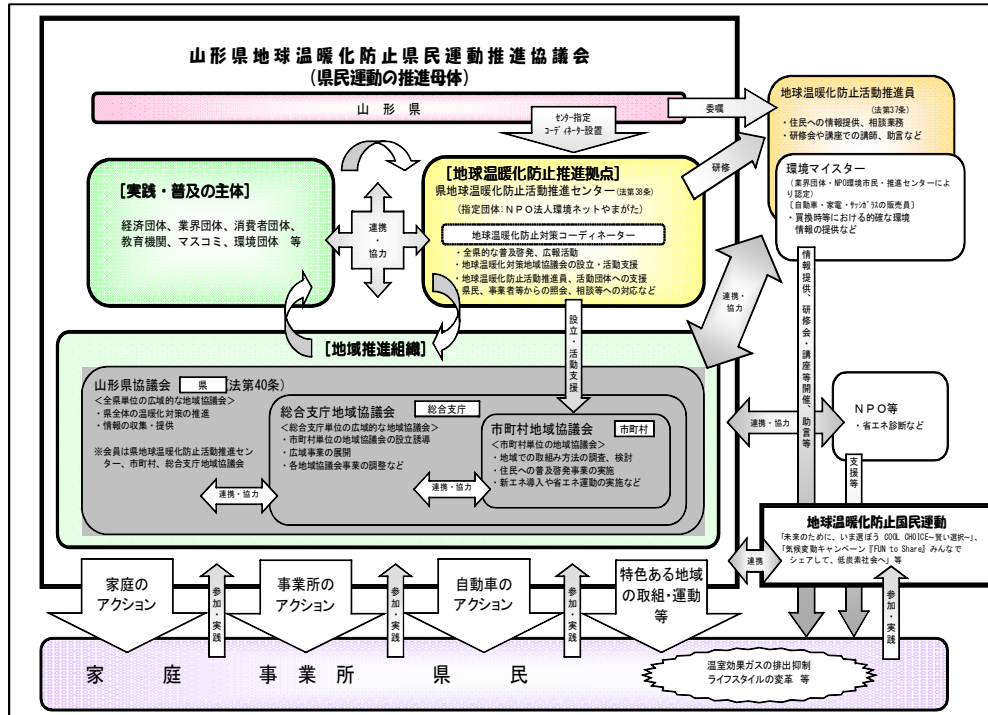 山形県地球温暖化防止県民運動推進協議会
(県民運動の推進母体)
山 形 県
委嘱
センター指定
コーディネーター設置
研修
地球温暖化防止活動推進員
(法第37条)
・住民への情報提供、相談業務
・研修会や講座での講師、助言など
環境マイスター
(業界団体・NPO環境市民・推進センターによ
り認定)
[自動車・家電・サッシガラスの販売員]
・買換時等における的確な環境
情報の提供など
[実践・普及の主体]
経済団体、業界団体、消費者団体、
教育機関、マスコミ、環境団体 等
連携
・
協力
[地球温暖化防止推進拠点]
県地球温暖化防止活動推進センター(法第38条)
(指定団体:NPO法人環境ネットやまがた)
地球温暖化防止対策コーディネーター
・全県的な普及啓発、広報活動
・地球温暖化対策地域協議会の設立・活動支援
・地球温暖化防止活動推進員、活動団体への支援
県民、事業者等からの照会、相談等への対応など
設立・活動支援
連携・
協力
情報提供、研修会・講座等開催、助言等
[地域推進組織]
山形県協議会 県 (法第40条)
<全県単位の広域的な地域協議会>
・県全体の温暖化対策の推進
・情報の収集・提供
※会員は県地球温暖化防止活動推進セン
ター、市町村、総合支庁地域協議会
総合支庁地域協議会 総合支庁
<総合支庁単位の広域的な地域協議会>
・市町村単位の地域協議会の設立誘導
・広域事業の展開
・各地域協議会事業の調整など
市町村地域協議会 市町村
<市町村単位の地域協議会>
・地域での取組み方法の調査、検討
・住民への普及啓発事業の実施
・新エネ導入や省エネ運動の実施など
連携・協力
連携・協力
連携・協力
NPO等
・省エネ診断など
支援等
地球温暖化防止国民運動
「未来のために、いま選ぼう COOL CHOICE~賢い選択~」、
「気候変動キャンペーン『FUN to Share』みんなで
シェアして、低炭素社会へ」等
連携
家庭の
アクション
参加・実践
事業所の
アクション
参加・実践
自動車の
アクション
参加・実践
特色ある地域
の取組・運動
等
参加・実践
家 庭 事 業 所 県 民
温室効果ガスの排出抑制
ライフスタイルの変革 等